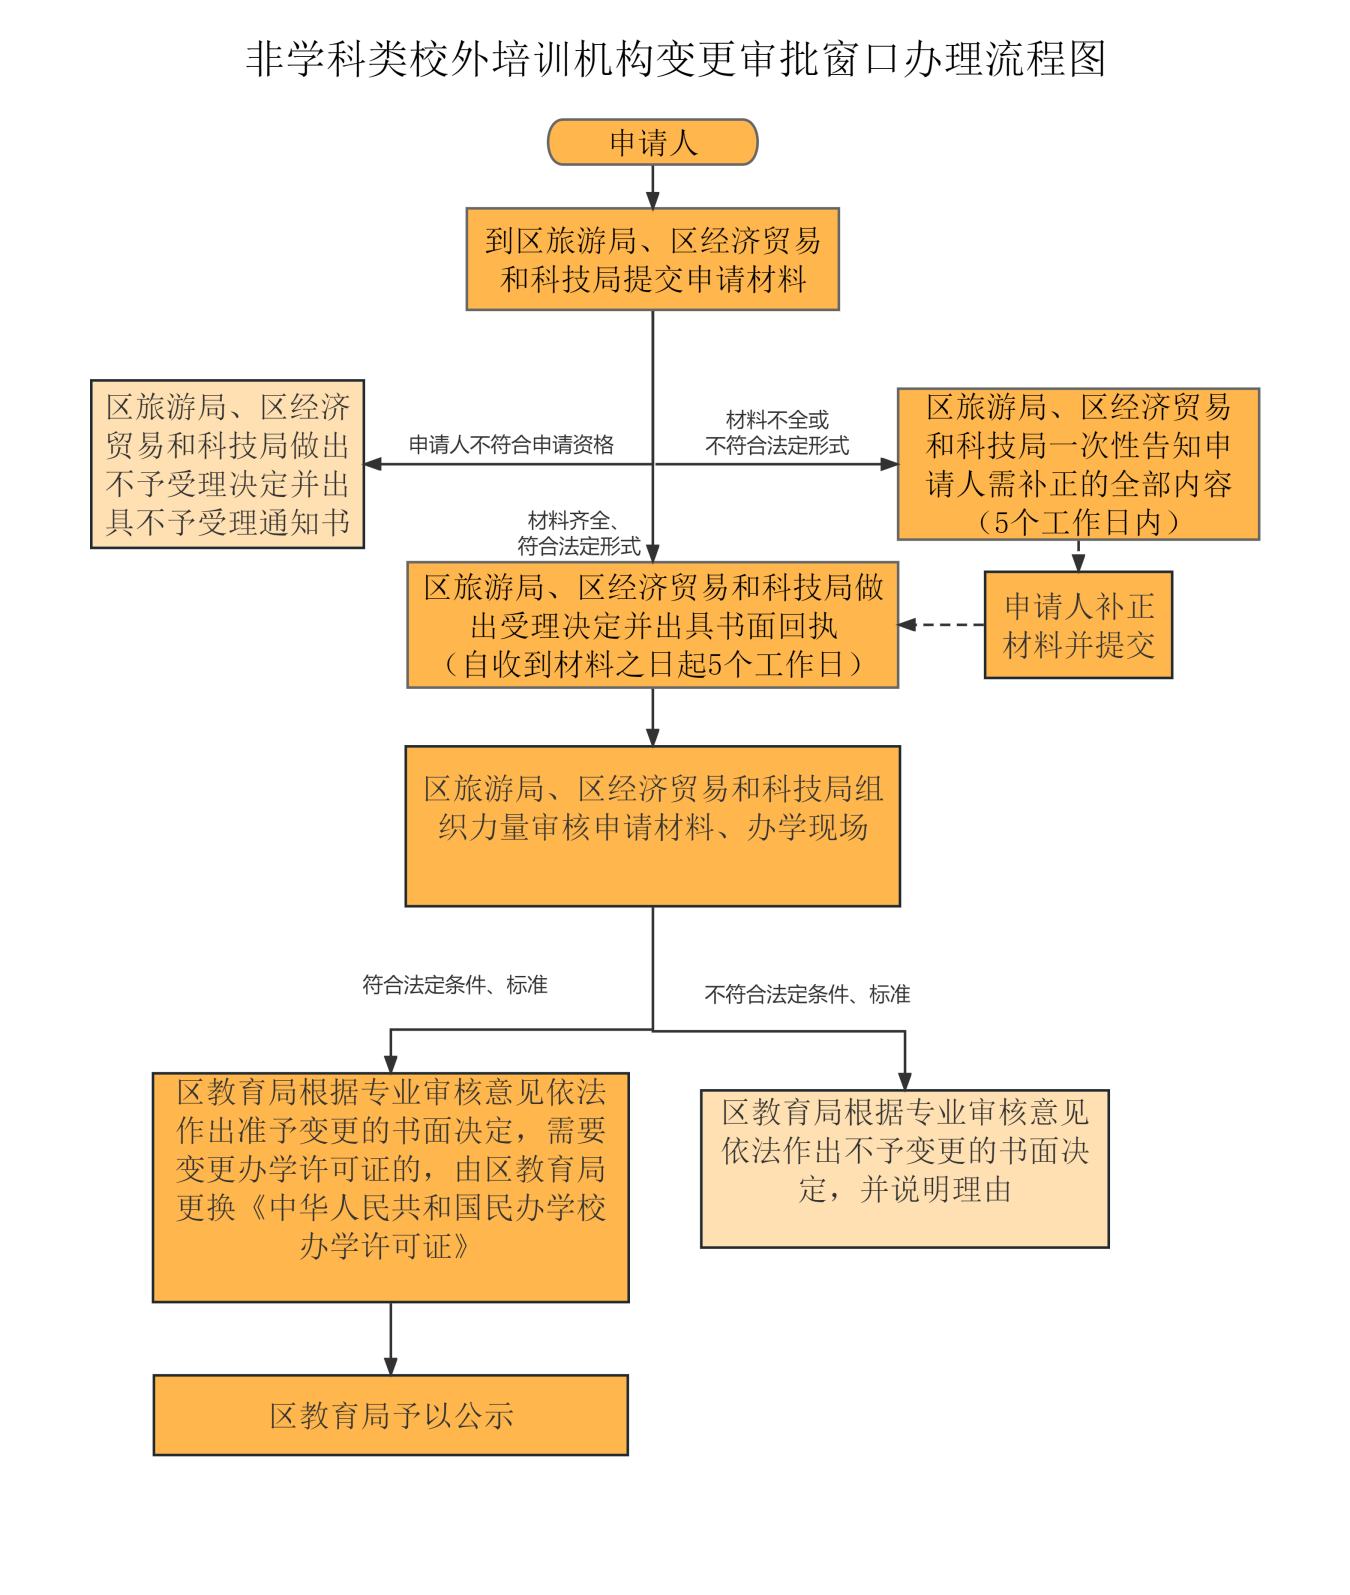 非学科类校外培训机构变更审批窗口办理流程图
申请人
到区旅游局、区经济贸易
和科技局提交申请材料
区旅游局、区经济
贸易和科技局做出
不予受理决定并出
具不予受理通知书
申请人不符合申请资格
材料不全或
不符合法定形式
区旅游局、区经济贸易
和科技局一次性告知申
请人需补正的全部内容
（5个工作日内）
材料齐全、
符合法定形式
区旅游局、区经济贸易和科技局做
出受理决定并出具书面回执
（自收到材料之日起5个工作日）
申请人补正
材料并提交
区旅游局、区经济贸易和科技局组
织力量审核申请材料、办学现场
符合法定条件、标准
不符合法定条件、标准
区教育局根据专业审核意见依法
作出准予变更的书面决定，需要
变更办学许可证的，由区教育局
更换《中华人民共和国民办学校
办学许可证》
区教育局根据专业审核意见
依法作出不予变更的书面决
定，并说明理由
区教育局予以公示